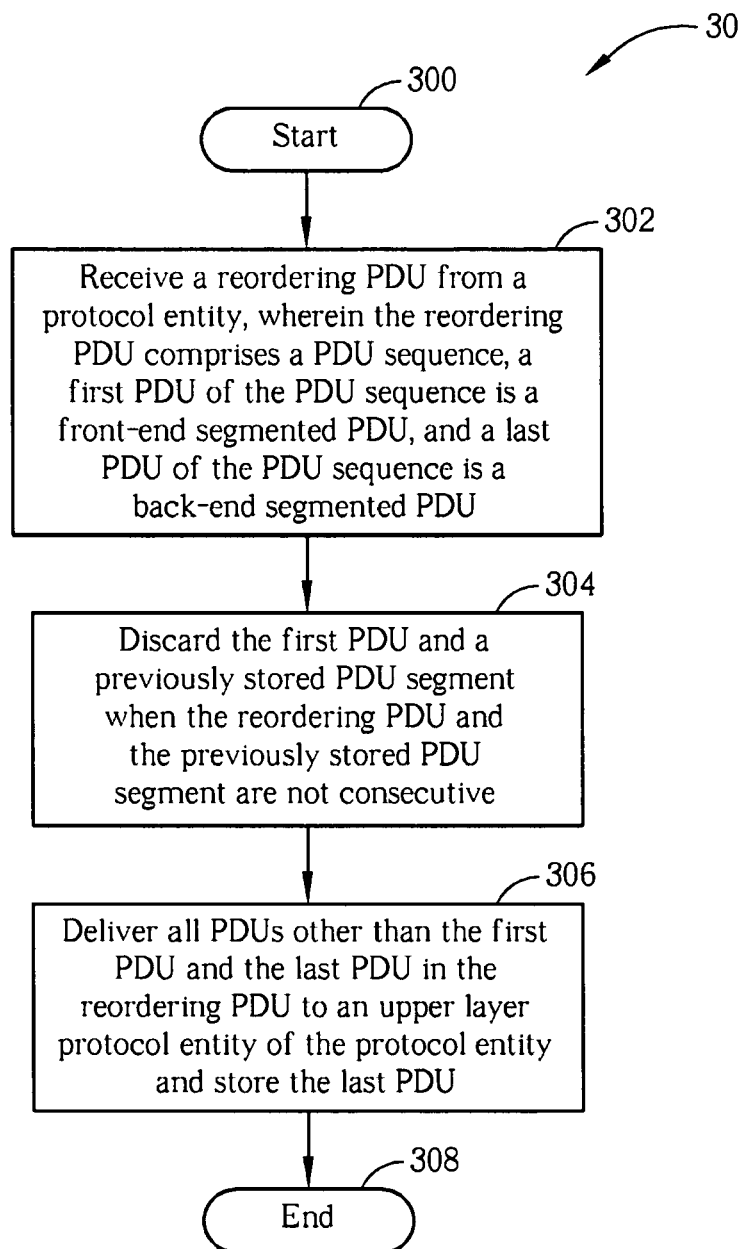 30
300
Start
302
Receive a reordering PDU from a
protocol entity, wherein the reordering
PDU comprises a PDU sequence, a
first PDU of the PDU sequence is a
front-end segmented PDU, and a last
PDU of the PDU sequence is a
back-end segmented PDU
304
Discard the first PDU and a
previously stored PDU segment
when the reordering PDU and
the previously stored PDU
segment are not consecutive
306
Deliver all PDUs other than the first
PDU and the last PDU in the
reordering PDU to an upper layer
protocol entity of the protocol entity
and store the last PDU
308
End